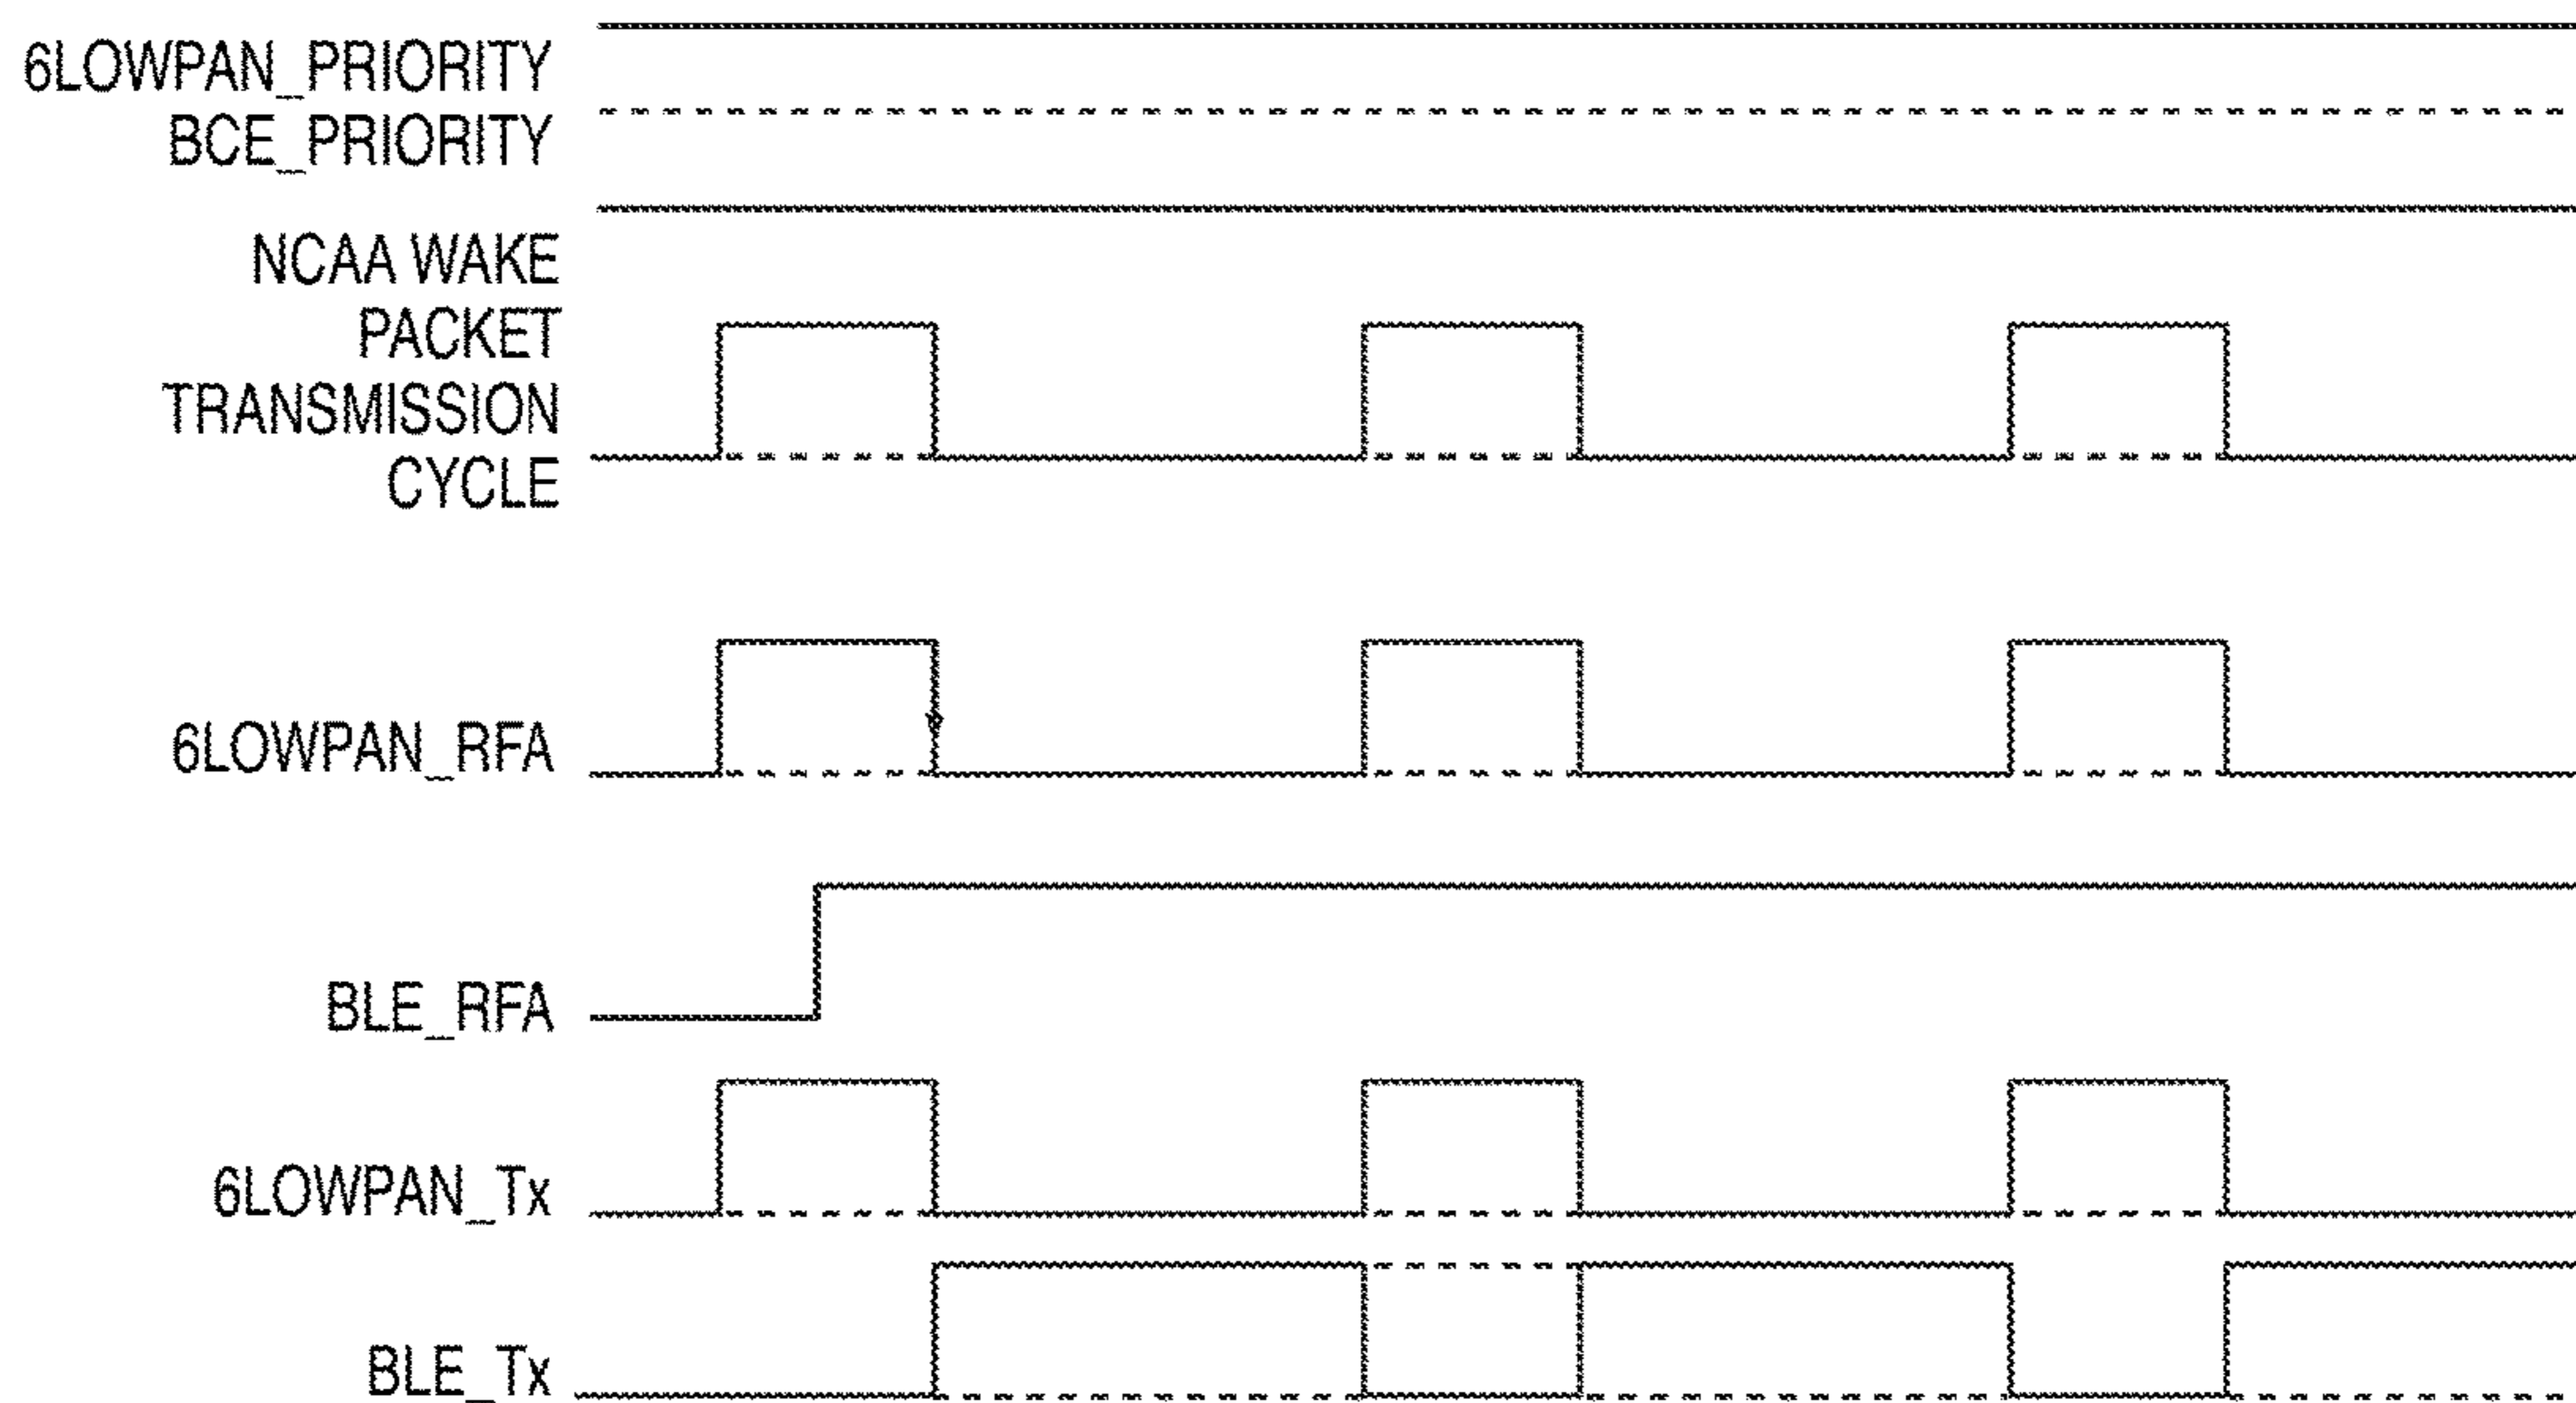 6LOWPAN_PRIORITY
BCE_PRIORITY
NCAA WAKE
PACKET
TRANSMISSION
CYCLE
6LOWPAN_RFA
BLE_RFA
6LOWPAN_Tx
BLE_Tx